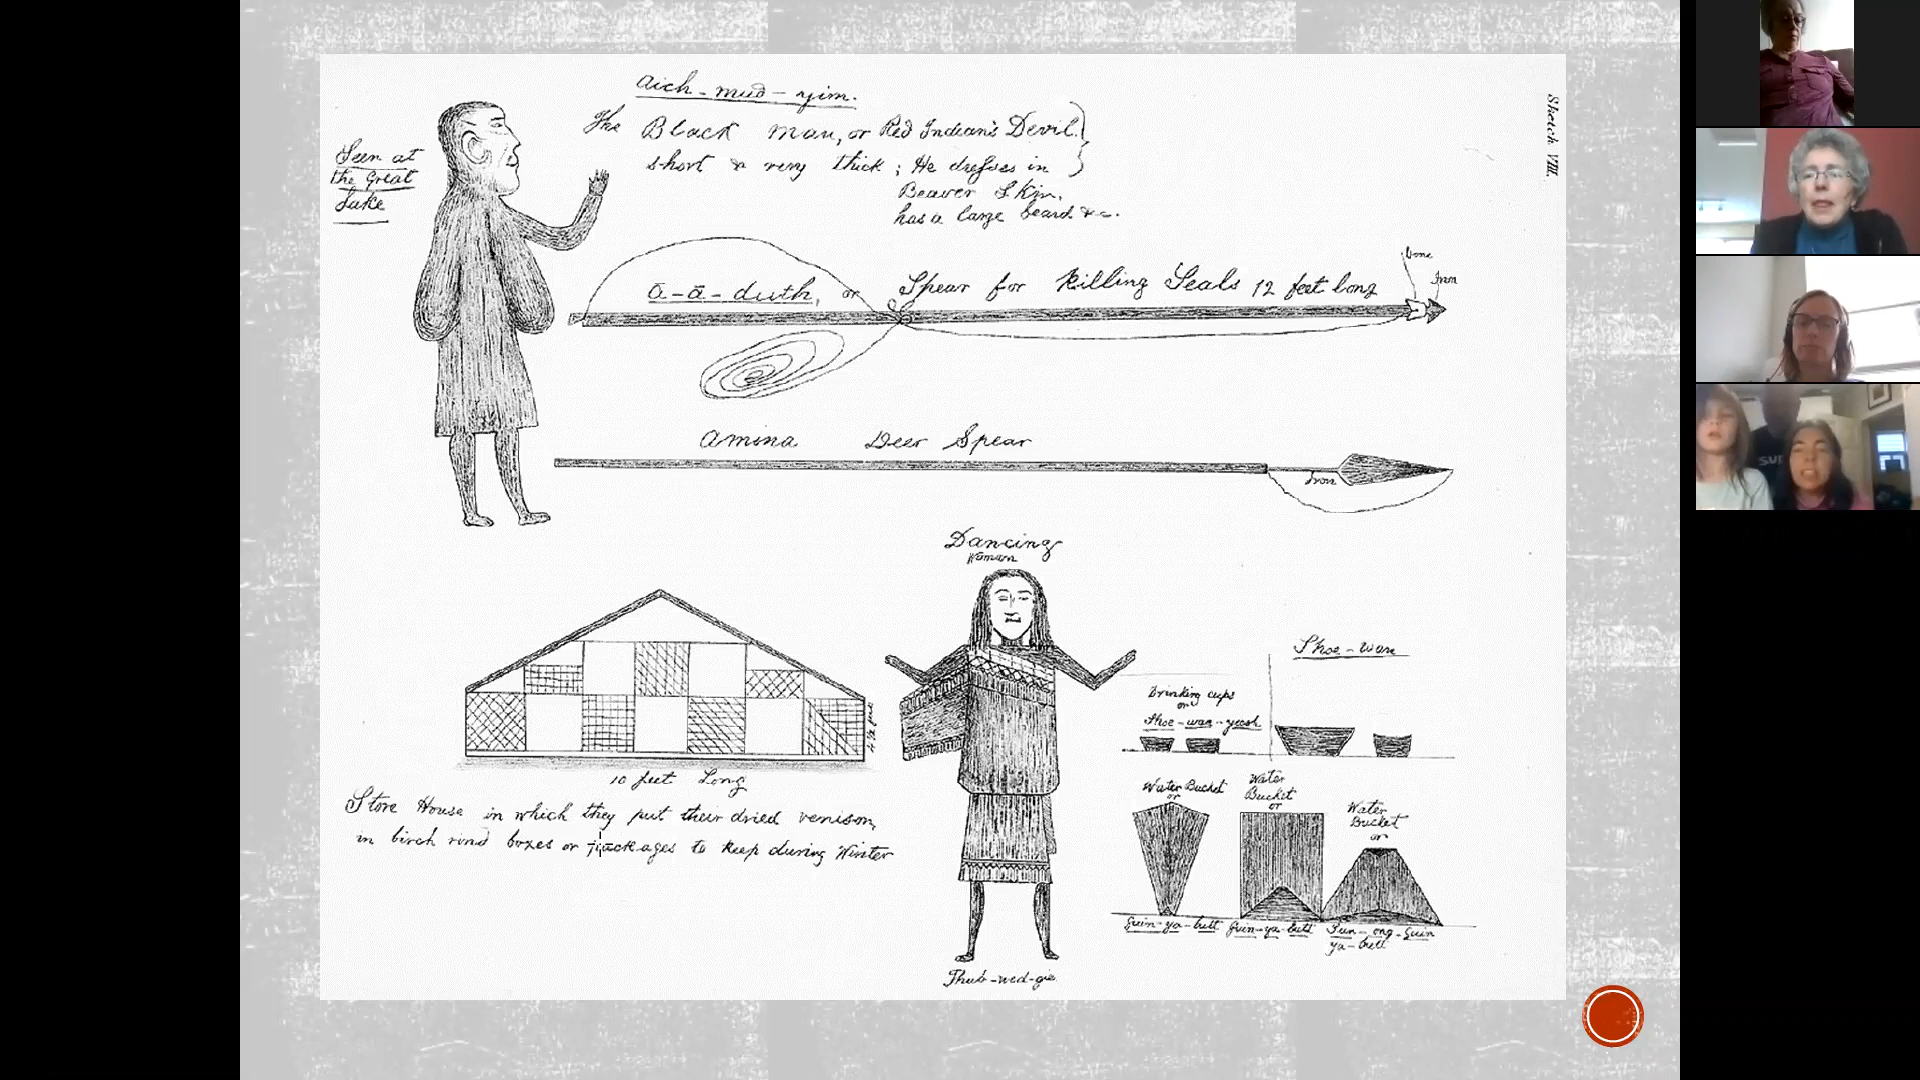 Aich-mud-yim.
The Black man, or Red Indian's Devil.
short & very thick; He dresses in
Beaver Skin,
has a large beard &c.
Seen at
the Great
Lake
Sketch VIII.
a-a-duth, or Spear for Killing Seals 12 feet long
bone
Iron
Amina Deer Spear
Iron
Dancing
Woman
Thub-wed-gie
10 feet Long
Store House in which they put their dried venison,
in birch rind boxes or packages to keep during Winter
Shoe-wan
Drinking cups
or
Shoe-wan-yeesh
Water Bucket
or
Guin-ya-butt
Water
Bucket
or
Guin-ya-butt
Water
Bucket
or
Sun-ong-Guin
ya-butt